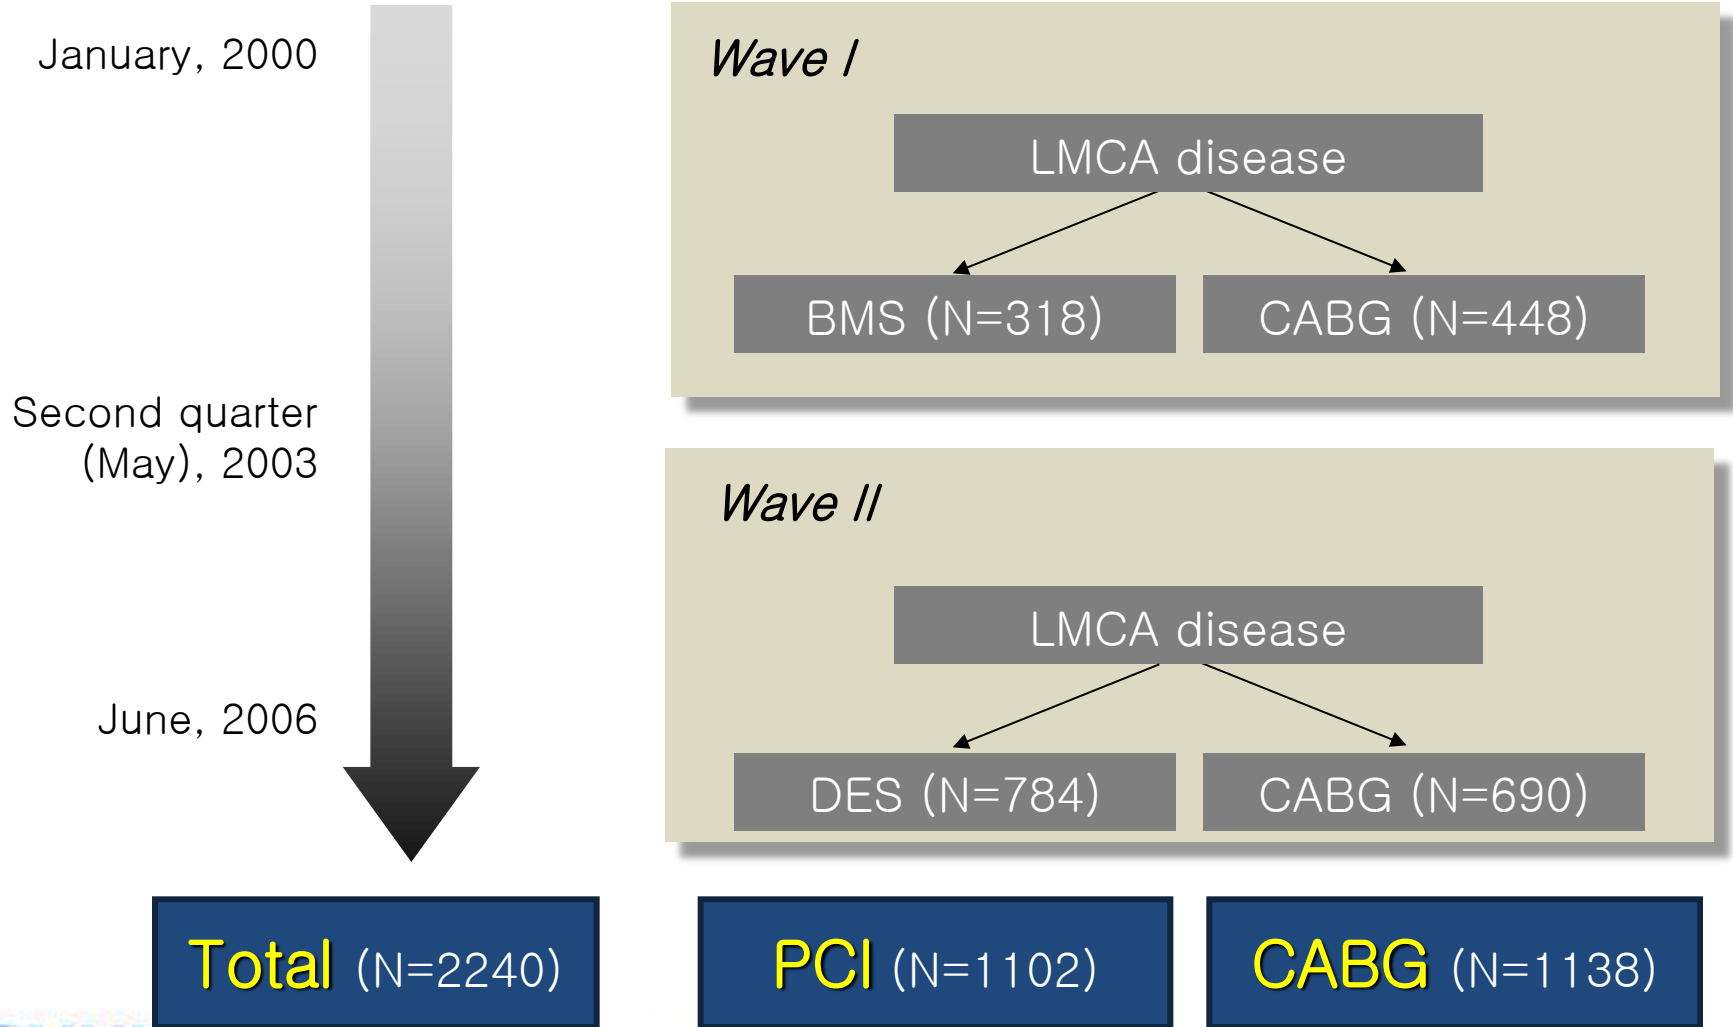 January, 2000
Second quarter
(May), 2003
June, 2006
Wave I
LMCA disease
BMS (N=318)
CABG (N=448)
Wave II
LMCA disease
DES (N=784)
CABG (N=690)
Total (N=2240)
PCI (N=1102)
CABG (N=1138)